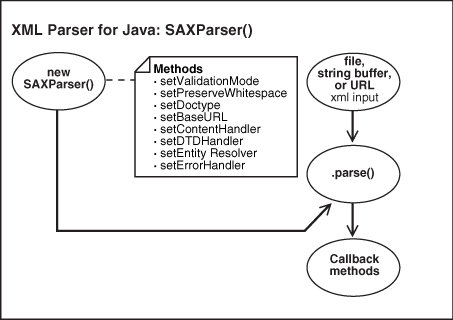 XML Parser for Java: SAXParser()
new
SAXParser()
Methods
· setValidationMode
· setPreserveWhitespace
· setDoctype
· setBaseURL
· setContentHandler
· setDTDHandler
· setEntity Resolver
· setErrorHandler
file,
string buffer,
or URL
xml input
.parse()
Callback
methods